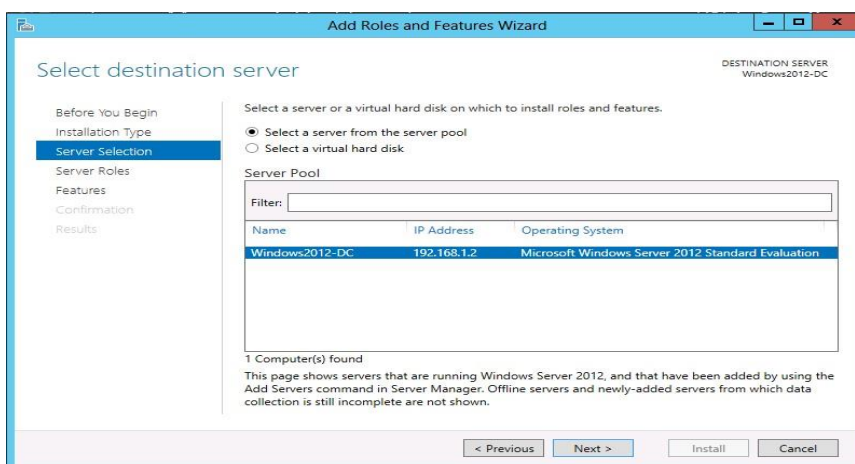 Add Roles and Features Wizard
Select destination server
DESTINATION SERVER
Windows2012-DC
Before You Begin
Installation Type
Server Selection
Server Roles
Features
Confirmation
Results
Select a server or a virtual hard disk on which to install roles and features.
Select a server from the server pool
Select a virtual hard disk
Server Pool
Filter:
Name IP Address Operating System
Windows2012-DC 192.168.1.2 Microsoft Windows Server 2012 Standard Evaluation
1 Computer(s) found
This page shows servers that are running Windows Server 2012, and that have been added by using the
Add Servers command in Server Manager. Offline servers and newly-added servers from which data
collection is still incomplete are not shown.
< Previous Next > Install Cancel